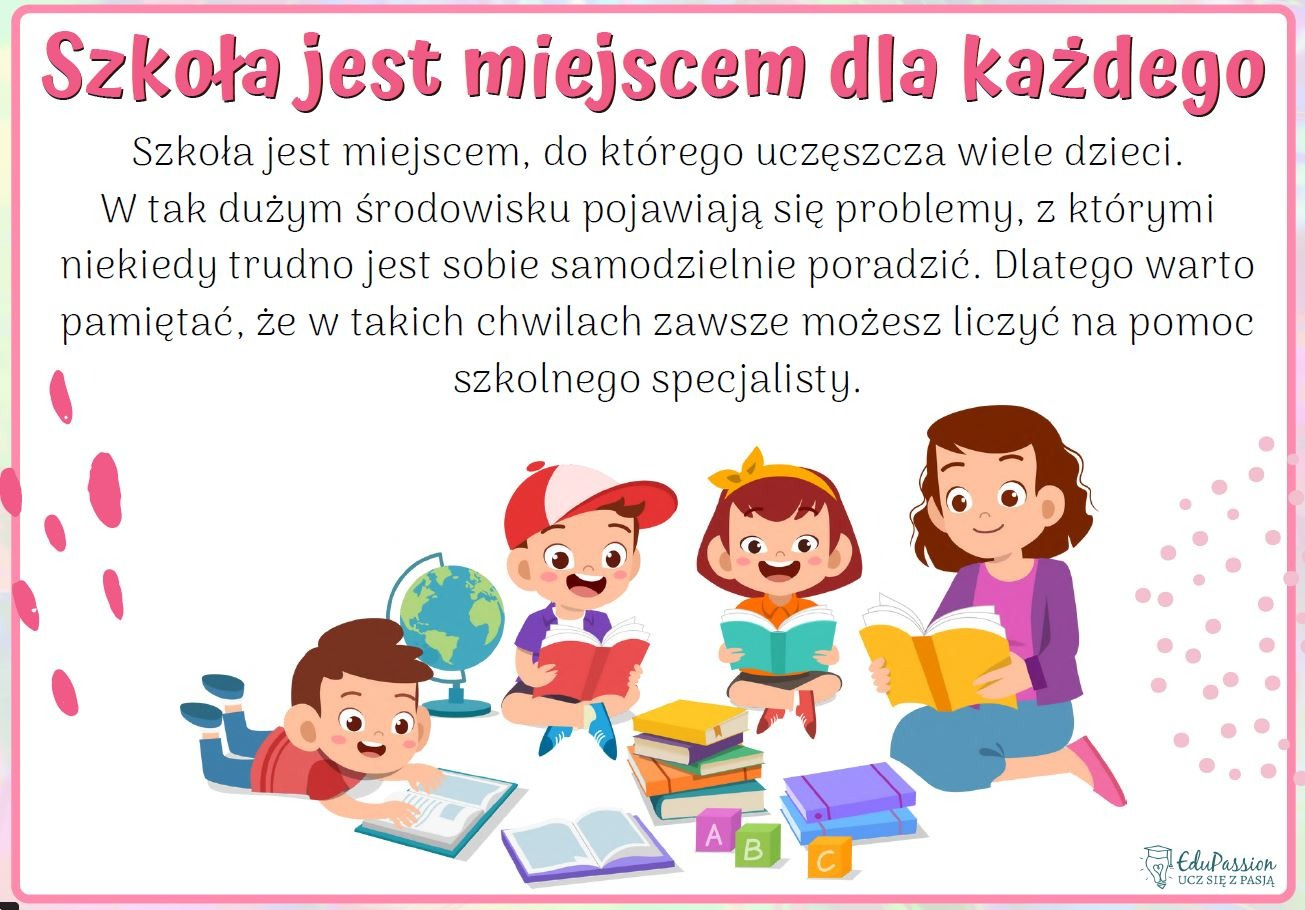 Szkoła jest miejscem dla każdego
Szkoła jest miejscem, do którego uczęszcza wiele dzieci.
W tak dużym środowisku pojawiają się problemy, z którymi
niekiedy trudno jest sobie samodzielnie poradzić. Dlatego warto
pamiętać, że w takich chwilach zawsze możesz liczyć na pomoc
szkolnego specjalisty.
A
B
C
EduPassion
UCZ SIĘ Z PASJĄ